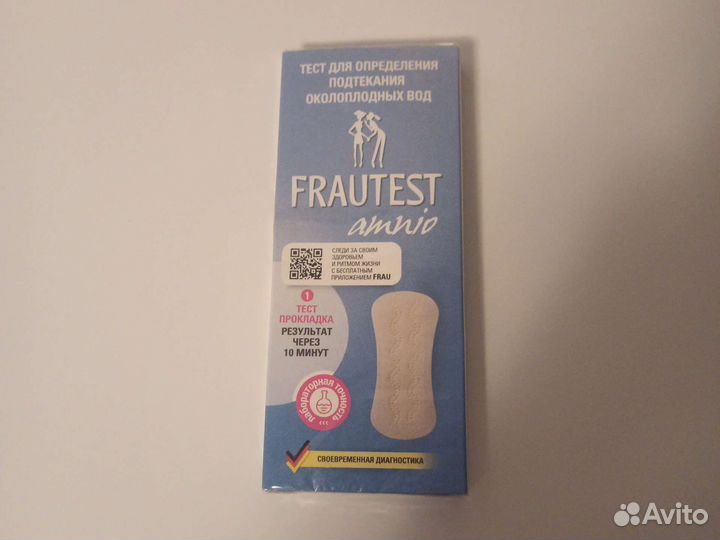 ТЕСТ ДЛЯ ОПРЕДЕЛЕНИЯ
ПОДТЕКАНИЯ
ОКОЛОПЛОДНЫХ ВОД
FRAUTEST
amnio
СЛЕДИ ЗА СВОИМ
ЗДОРОВЬЕМ
И РИТМОМ ЖИЗНИ
С БЕСПЛАТНЫМ
ПРИЛОЖЕНИЕМ FRAU
1
ТЕСТ
ПРОКЛАДКА
РЕЗУЛЬТАТ
ЧЕРЕЗ
10 МИНУТ
лабораторная точность
СВОЕВРЕМЕННАЯ ДИАГНОСТИКА
Avito